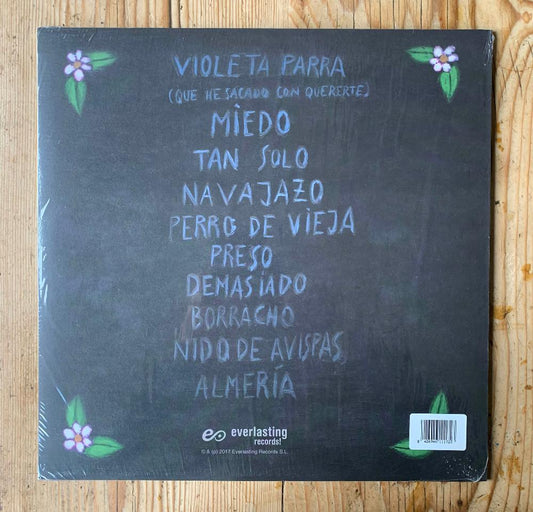 VIOLETA PARRA
(QUE HE SACADO CON QUERERTE)
MiEDO
TAN SOLO
NAVAJAZO
PERRO DE ViEJA
PRESO
DEMASiADO
BORRACHO
NIDO DE AVISPAS
ALMERÍA
everlasting
records!
© & (p) 2017 Everlasting Records S.L.